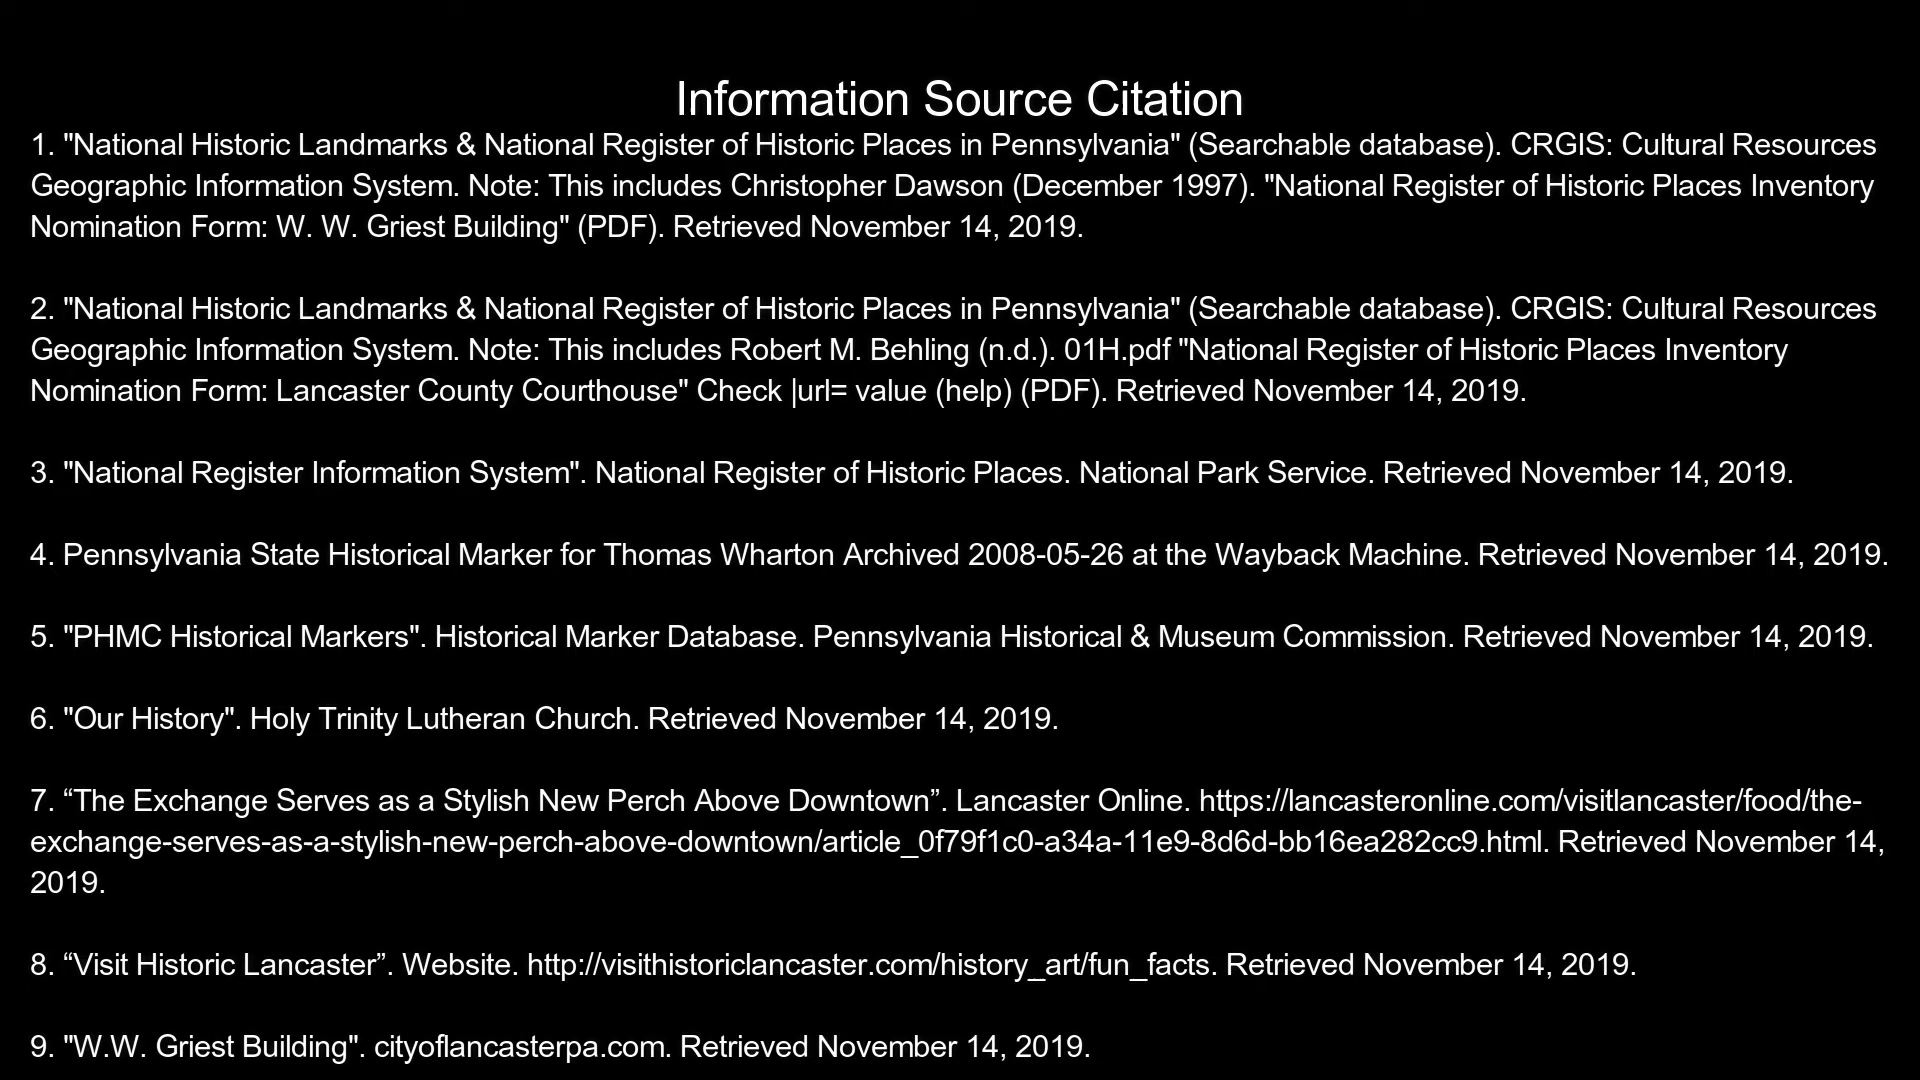 Information Source Citation
1. "National Historic Landmarks & National Register of Historic Places in Pennsylvania" (Searchable database). CRGIS: Cultural Resources
Geographic Information System. Note: This includes Christopher Dawson (December 1997). "National Register of Historic Places Inventory
Nomination Form: W. W. Griest Building" (PDF). Retrieved November 14, 2019.
2. "National Historic Landmarks & National Register of Historic Places in Pennsylvania" (Searchable database). CRGIS: Cultural Resources
Geographic Information System. Note: This includes Robert M. Behling (n.d.). 01H.pdf "National Register of Historic Places Inventory
Nomination Form: Lancaster County Courthouse" Check |url= value (help) (PDF). Retrieved November 14, 2019.
3. "National Register Information System". National Register of Historic Places. National Park Service. Retrieved November 14, 2019.
4. Pennsylvania State Historical Marker for Thomas Wharton Archived 2008-05-26 at the Wayback Machine. Retrieved November 14, 2019.
5. "PHMC Historical Markers". Historical Marker Database. Pennsylvania Historical & Museum Commission. Retrieved November 14, 2019.
6. "Our History". Holy Trinity Lutheran Church. Retrieved November 14, 2019.
7. “The Exchange Serves as a Stylish New Perch Above Downtown”. Lancaster Online. https://lancasteronline.com/visitlancaster/food/the-
exchange-serves-as-a-stylish-new-perch-above-downtown/article_0f79f1c0-a34a-11e9-8d6d-bb16ea282cc9.html. Retrieved November 14,
2019.
8. “Visit Historic Lancaster”. Website. http://visithistoriclancaster.com/history_art/fun_facts. Retrieved November 14, 2019.
9. "W.W. Griest Building". cityoflancasterpa.com. Retrieved November 14, 2019.